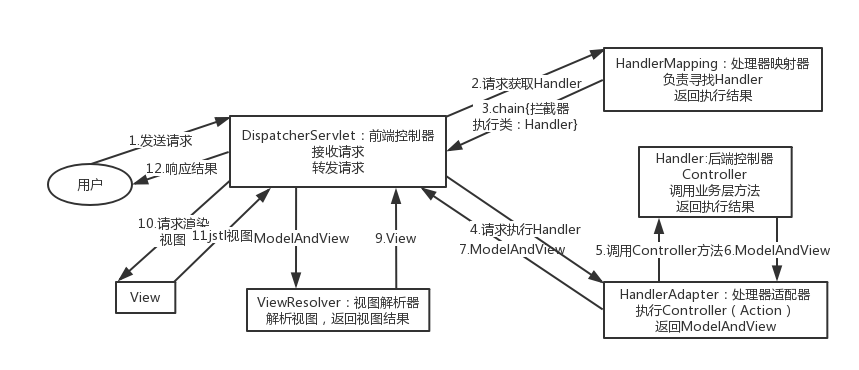 HandlerMapping：处理器映射器
负责寻找Handler
返回执行结果
2.请求获取Handler
3.chain{拦截器
执行类：Handler}
1.发送请求
DispatcherServlet：前端控制器
接收请求
转发请求
12.响应结果
用户
Handler:后端控制器
Controller
调用业务层方法
返回执行结果
10.请求渲染
视图
11.jstl视图
ModelAndView
9.View
4.请求执行Handler
7.ModelAndView
5.调用Controller方法
6.ModelAndView
View
ViewResolver：视图解析器
解析视图，返回视图结果
HandlerAdapter：处理器适配器
执行Controller（Action）
返回ModelAndView